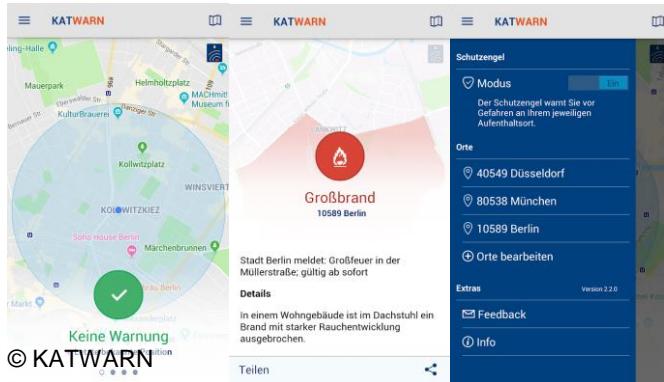 KATWARN
Mauerpark
Helmholtzplatz
MACHmit!
Museum
KulturBrauerei
Kollwitzplatz
WINSVIERT
KOLLWITZKIEZ
Soho House Berlin
Märchenbrunnen
Keine Warnung
© KATWARN
KATWARN
LANKWITZ
Großbrand
10589 Berlin
Stadt Berlin meldet: Großfeuer in der
Müllerstraße; gültig ab sofort
Details
In einem Wohngebäude ist im Dachstuhl ein
Brand mit starker Rauchentwicklung
ausgebrochen.
Teilen
KATWARN
Schutzengel
Modus
Ein
Der Schutzengel warnt Sie vor
Gefahren an Ihrem jeweiligen
Aufenthaltsort.
Orte
40549 Düsseldorf
80538 München
10589 Berlin
Orte bearbeiten
Extras Version 2.2.0
Feedback
Info